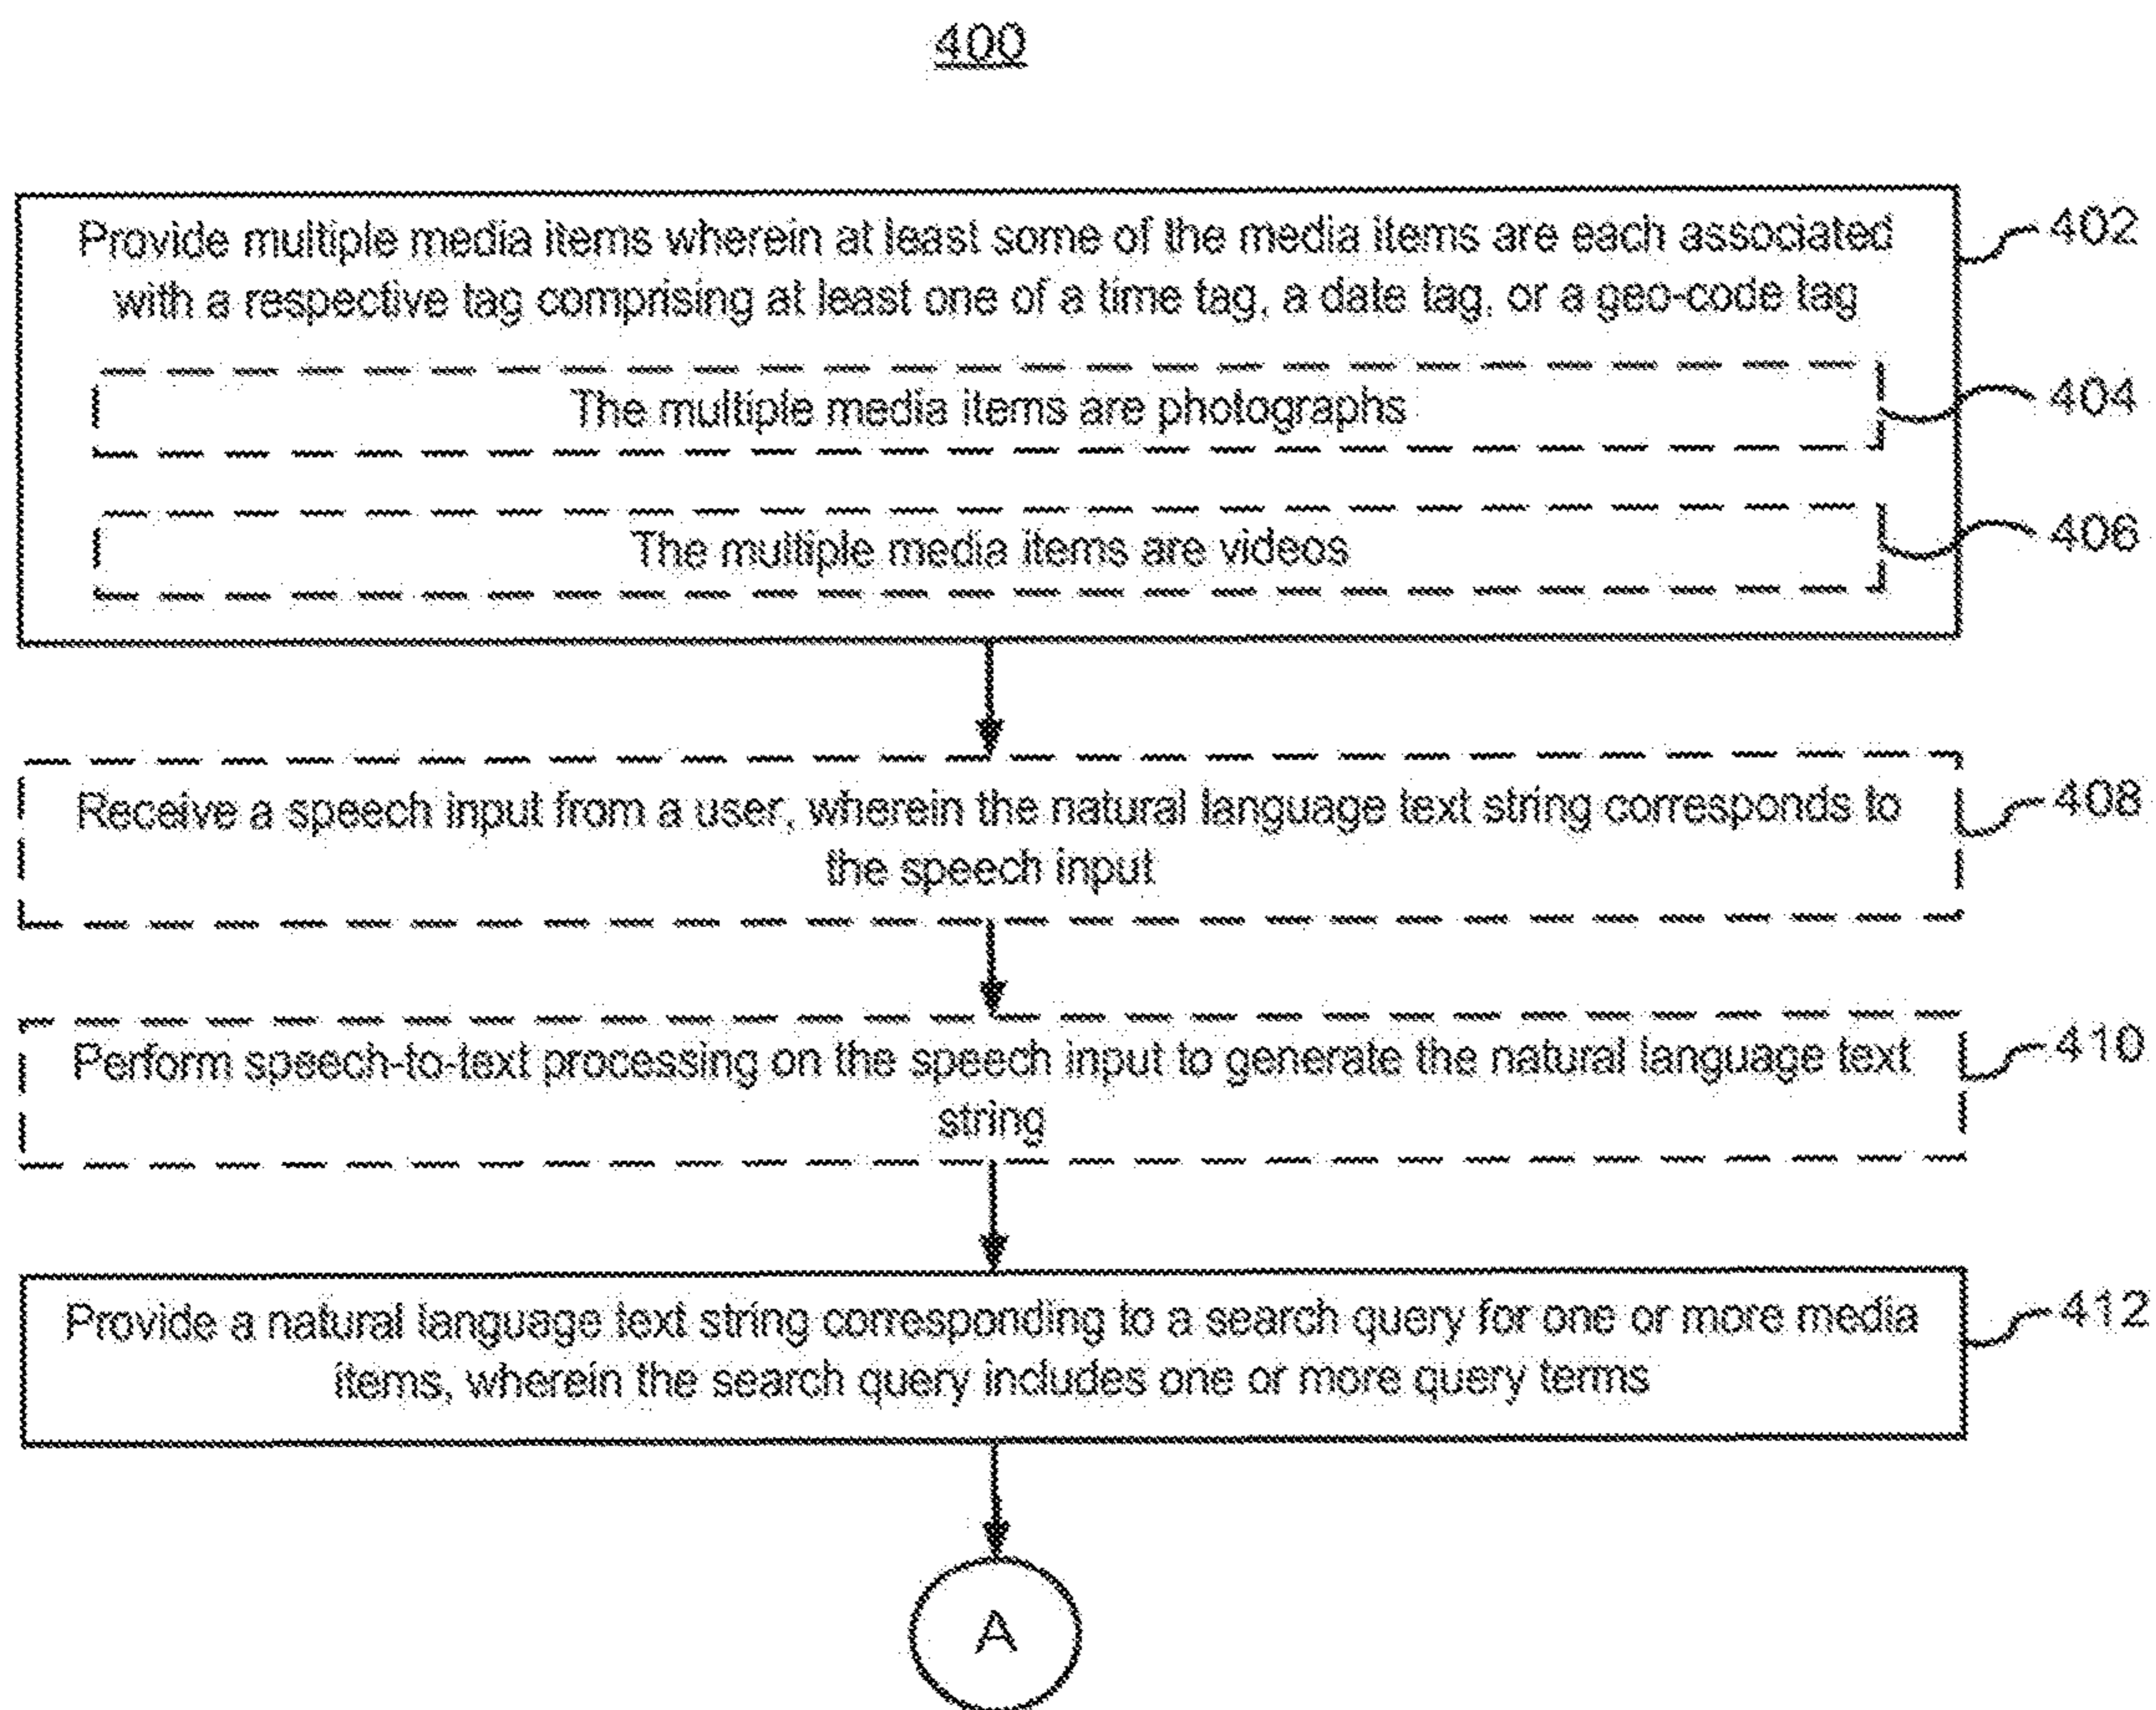 400
Provide multiple media items wherein at least some of the media items are each associated
with a respective tag comprising at least one of a time tag, a date tag, or a geo-code tag
402
The multiple media items are photographs
404
The multiple media items are videos
406
Receive a speech input from a user, wherein the natural language text string corresponds to
the speech input
408
Perform speech-to-text processing on the speech input to generate the natural language text
string
410
Provide a natural language text string corresponding to a search query for one or more media
items, wherein the search query includes one or more query terms
412
A